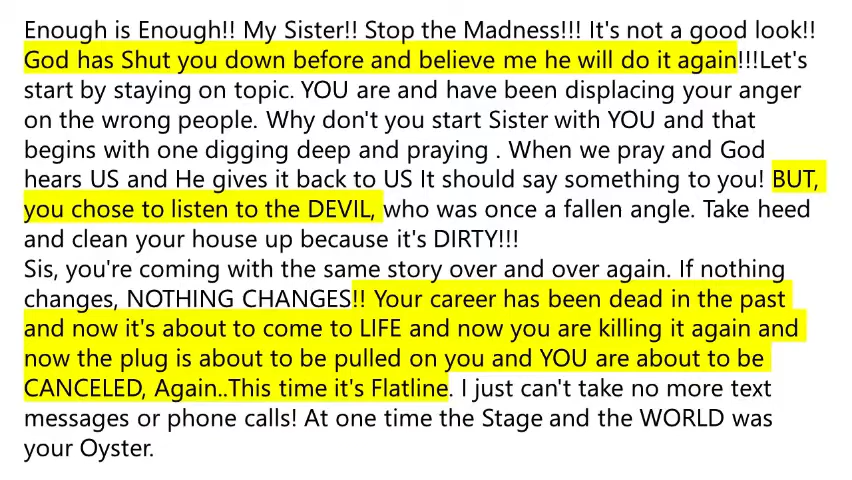 Enough is Enough!! My Sister!! Stop the Madness!!! It's not a good look!!
God has Shut you down before and believe me he will do it again!!!Let's
start by staying on topic. YOU are and have been displacing your anger
on the wrong people. Why don't you start Sister with YOU and that
begins with one digging deep and praying . When we pray and God
hears US and He gives it back to US It should say something to you! BUT,
you chose to listen to the DEVIL, who was once a fallen angle. Take heed
and clean your house up because it's DIRTY!!!
Sis, you're coming with the same story over and over again. If nothing
changes, NOTHING CHANGES!! Your career has been dead in the past
and now it's about to come to LIFE and now you are killing it again and
now the plug is about to be pulled on you and YOU are about to be
CANCELED, Again..This time it's Flatline. I just can't take no more text
messages or phone calls! At one time the Stage and the WORLD was
your Oyster.